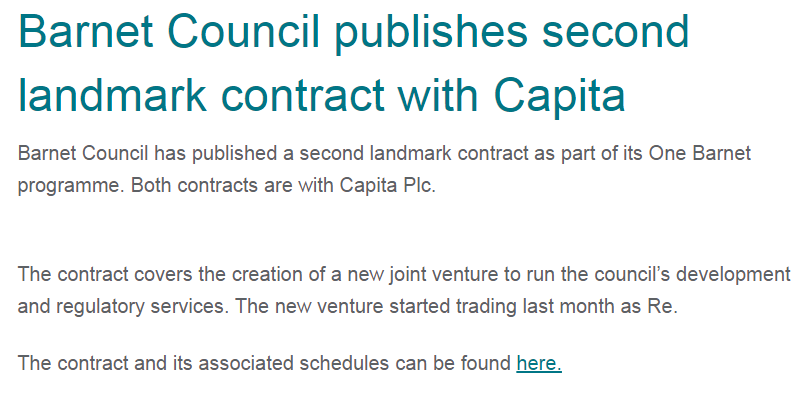 Barnet Council publishes second
landmark contract with Capita
Barnet Council has published a second landmark contract as part of its One Barnet
programme. Both contracts are with Capita Plc.
The contract covers the creation of a new joint venture to run the council’s development
and regulatory services. The new venture started trading last month as Re.
The contract and its associated schedules can be found here.